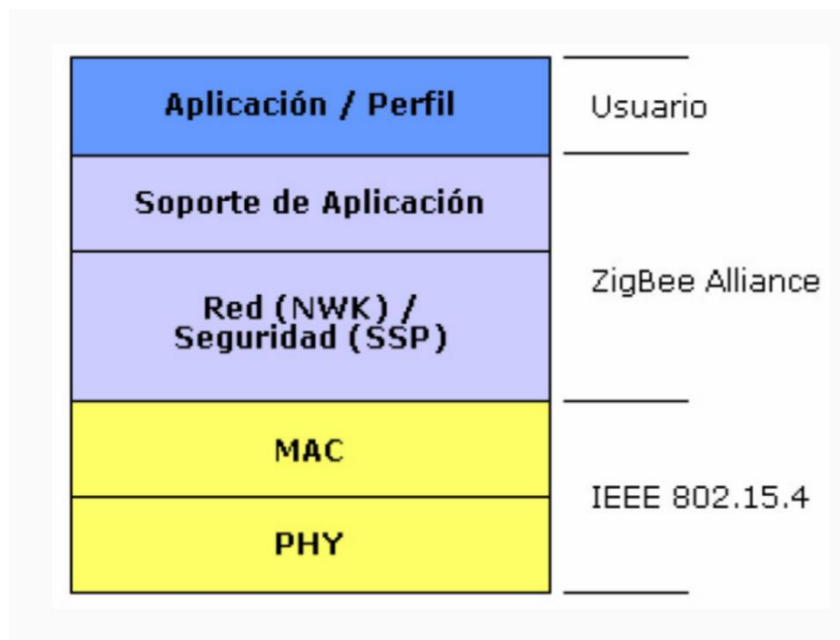 Aplicación / Perfil
Usuario
Soporte de Aplicación
ZigBee Alliance
Red (NWK) /
Seguridad (SSP)
MAC
IEEE 802.15.4
PHY